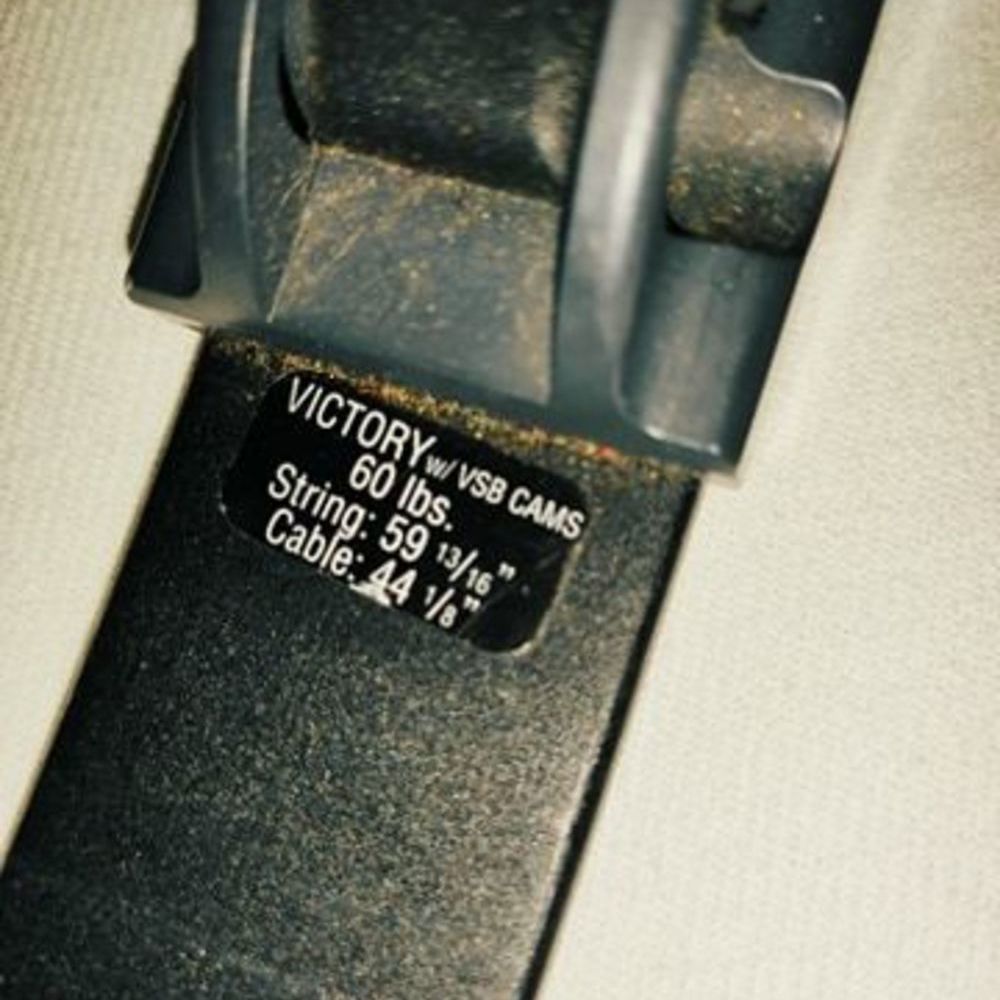 VICTORY w/ VSB CAMS
60 lbs.
String: 59 13/16"
Cable: 44 1/8"